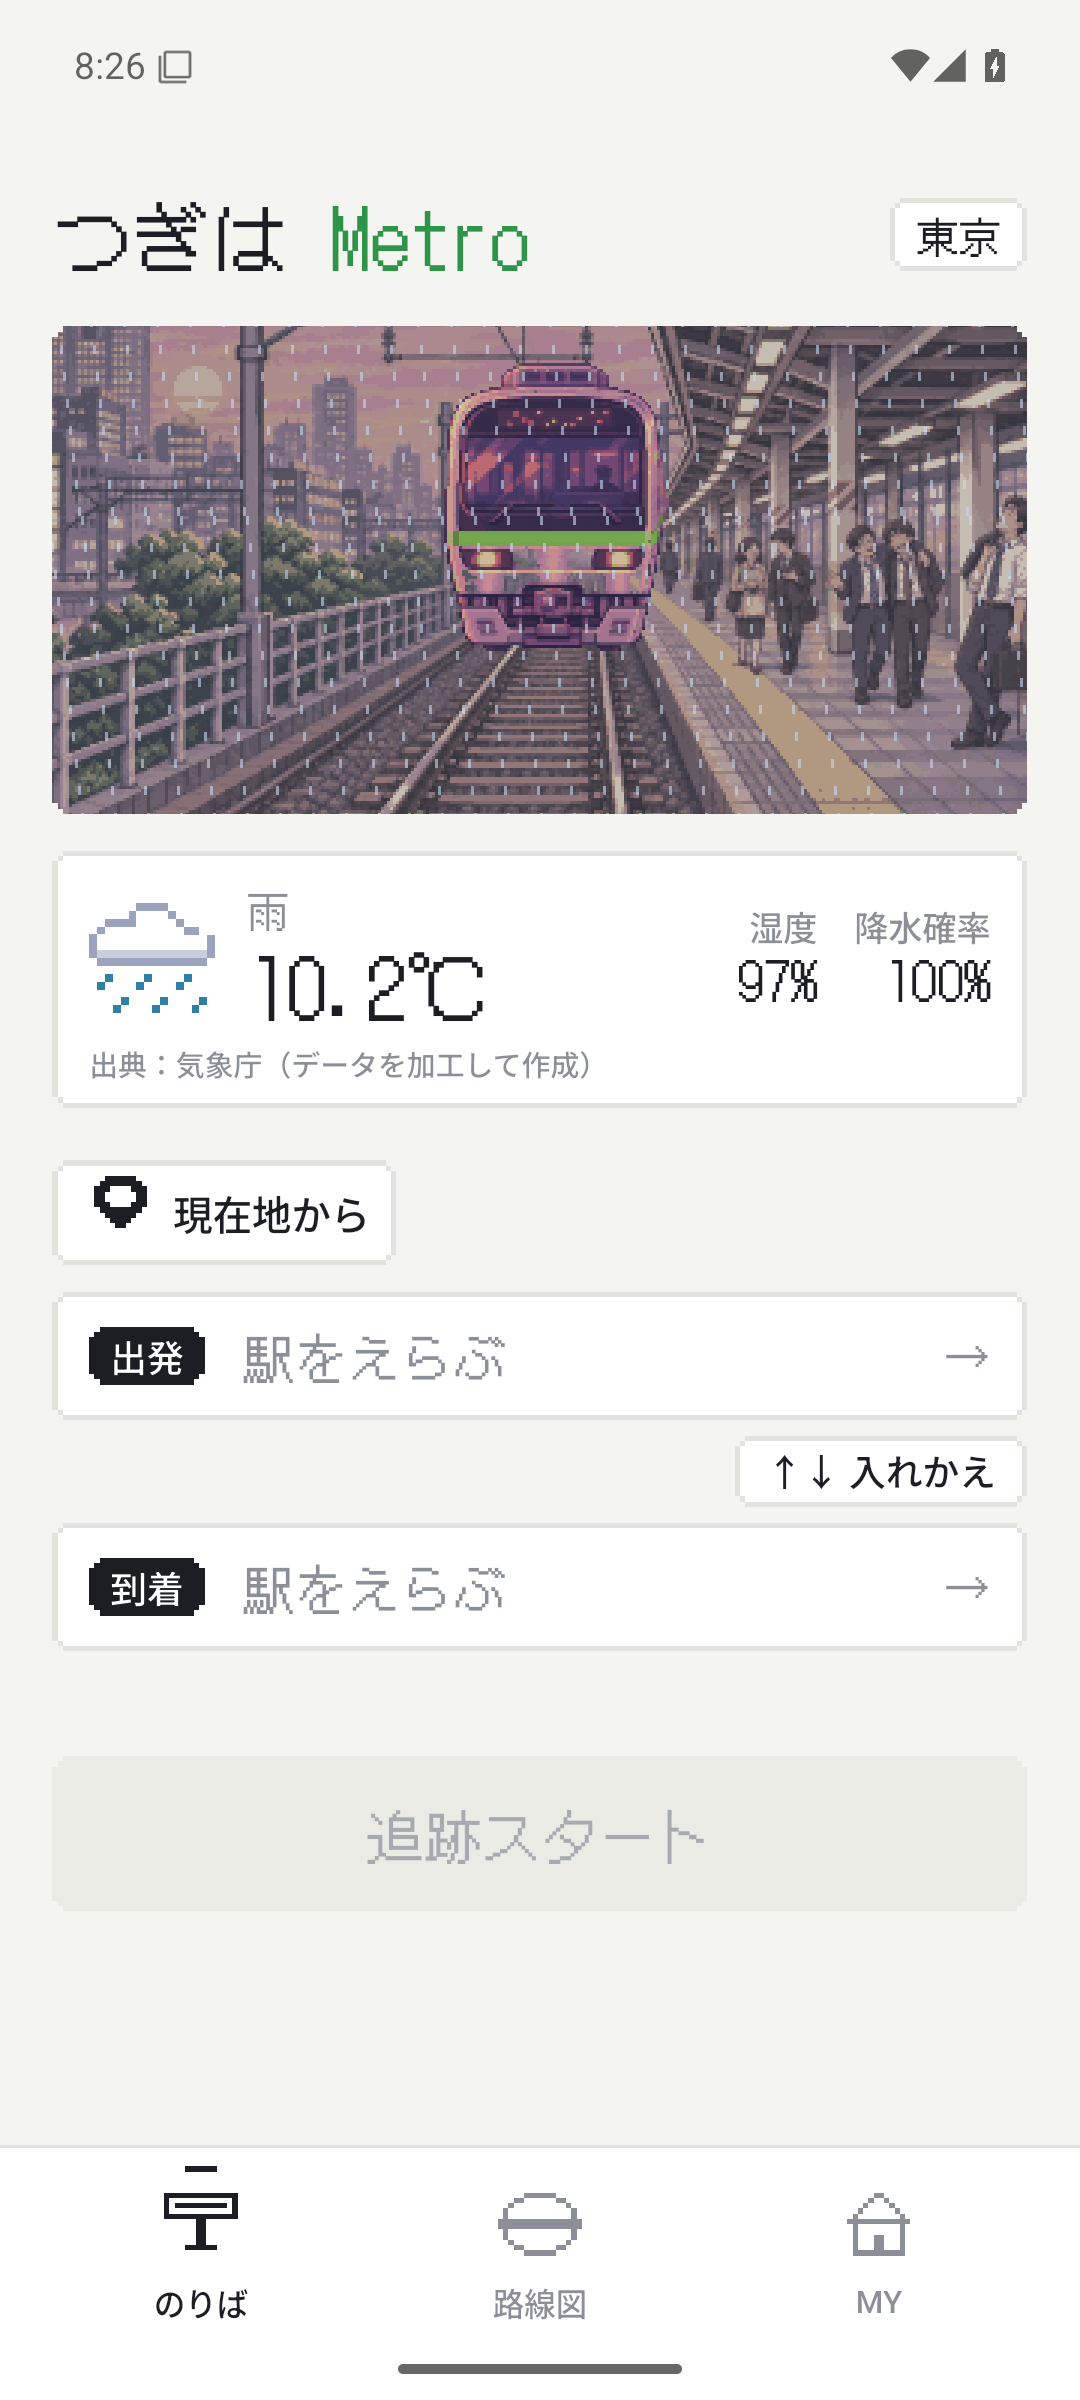 8:26
つぎは Metro
東京
雨
10.2℃
湿度 降水確率
97% 100%
出典：気象庁（データを加工して作成）
現在地から
出発 駅をえらぶ →
↑↓ 入れかえ
到着 駅をえらぶ →
追跡スタート
のりば 路線図 MY